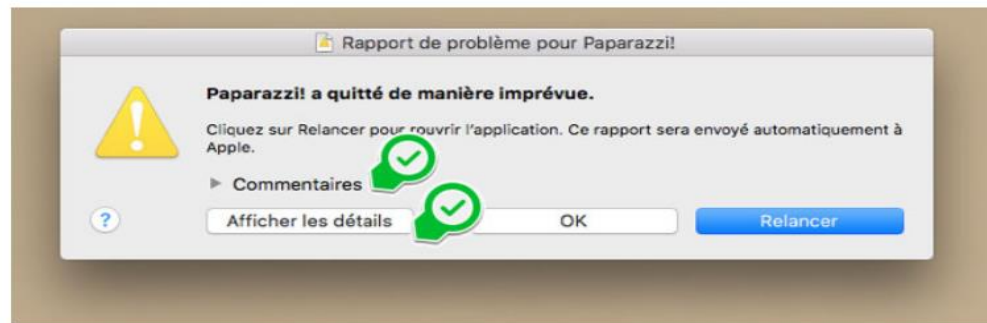 Rapport de problème pour Paparazzi!
Paparazzi! a quitté de manière imprévue.
Cliquez sur Relancer pour rouvrir l'application. Ce rapport sera envoyé automatiquement à
Apple.
Commentaires
? Afficher les détails OK Relancer